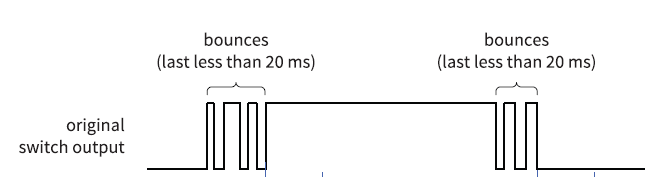 bounces
(last less than 20 ms)
bounces
(last less than 20 ms)
original
switch output